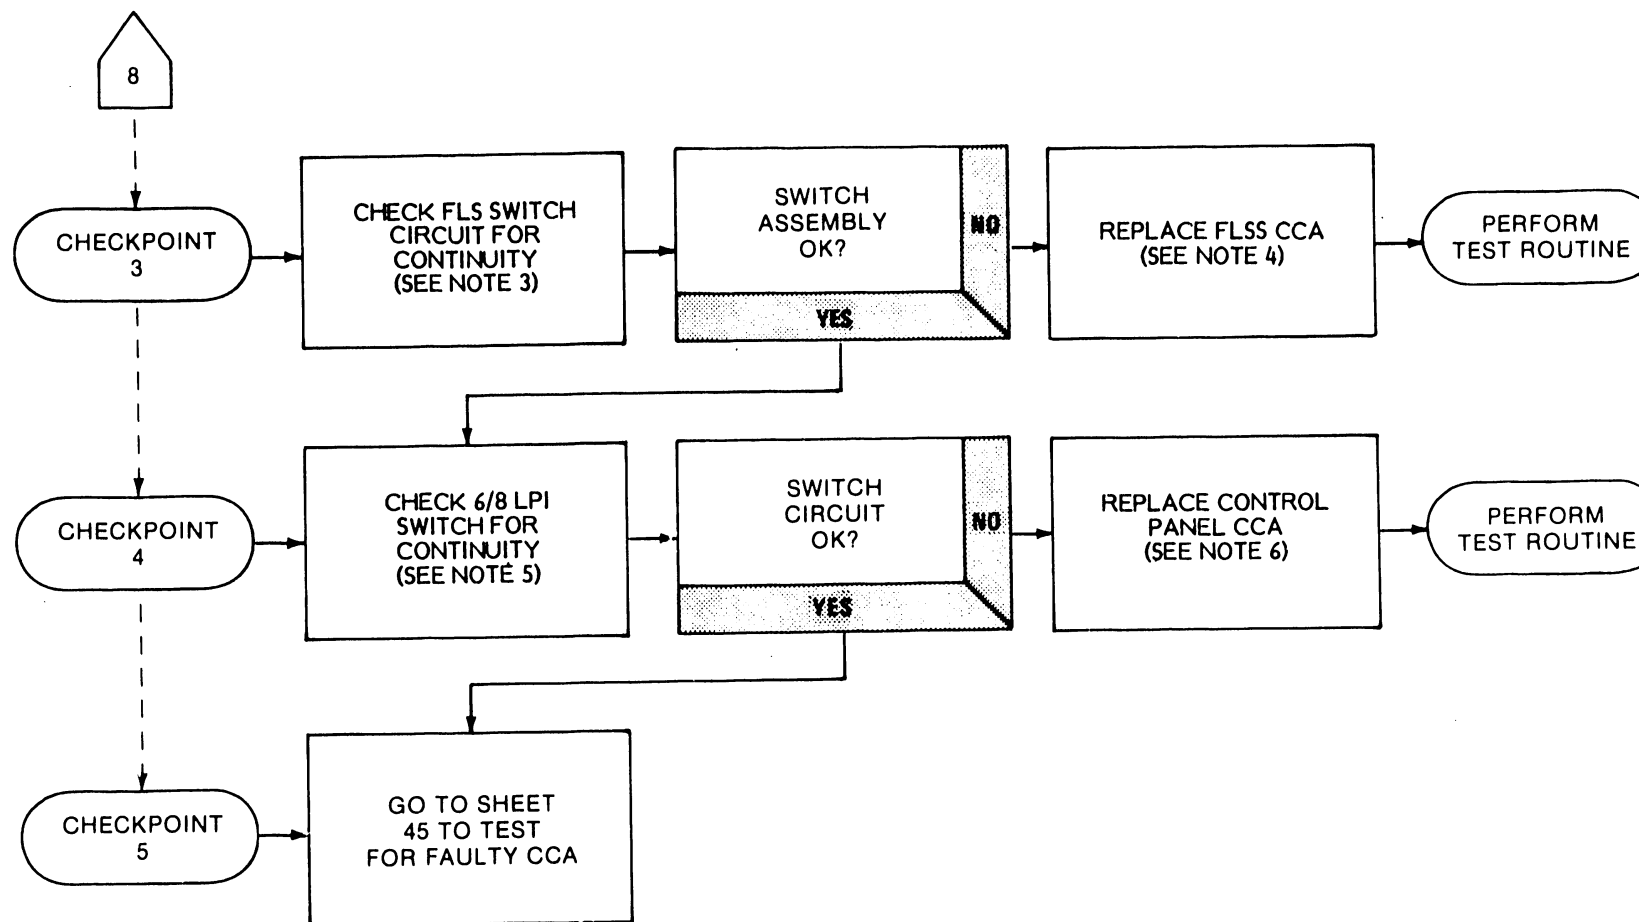 8
CHECKPOINT
3
CHECK FLS SWITCH
CIRCUIT FOR
CONTINUITY
(SEE NOTE 3)
SWITCH
ASSEMBLY
OK?
NO
YES
REPLACE FLSS CCA
(SEE NOTE 4)
PERFORM
TEST ROUTINE
CHECKPOINT
4
CHECK 6/8 LPI
SWITCH FOR
CONTINUITY
(SEE NOTE 5)
SWITCH
CIRCUIT
OK?
NO
YES
REPLACE CONTROL
PANEL CCA
(SEE NOTE 6)
PERFORM
TEST ROUTINE
CHECKPOINT
5
GO TO SHEET
45 TO TEST
FOR FAULTY CCA